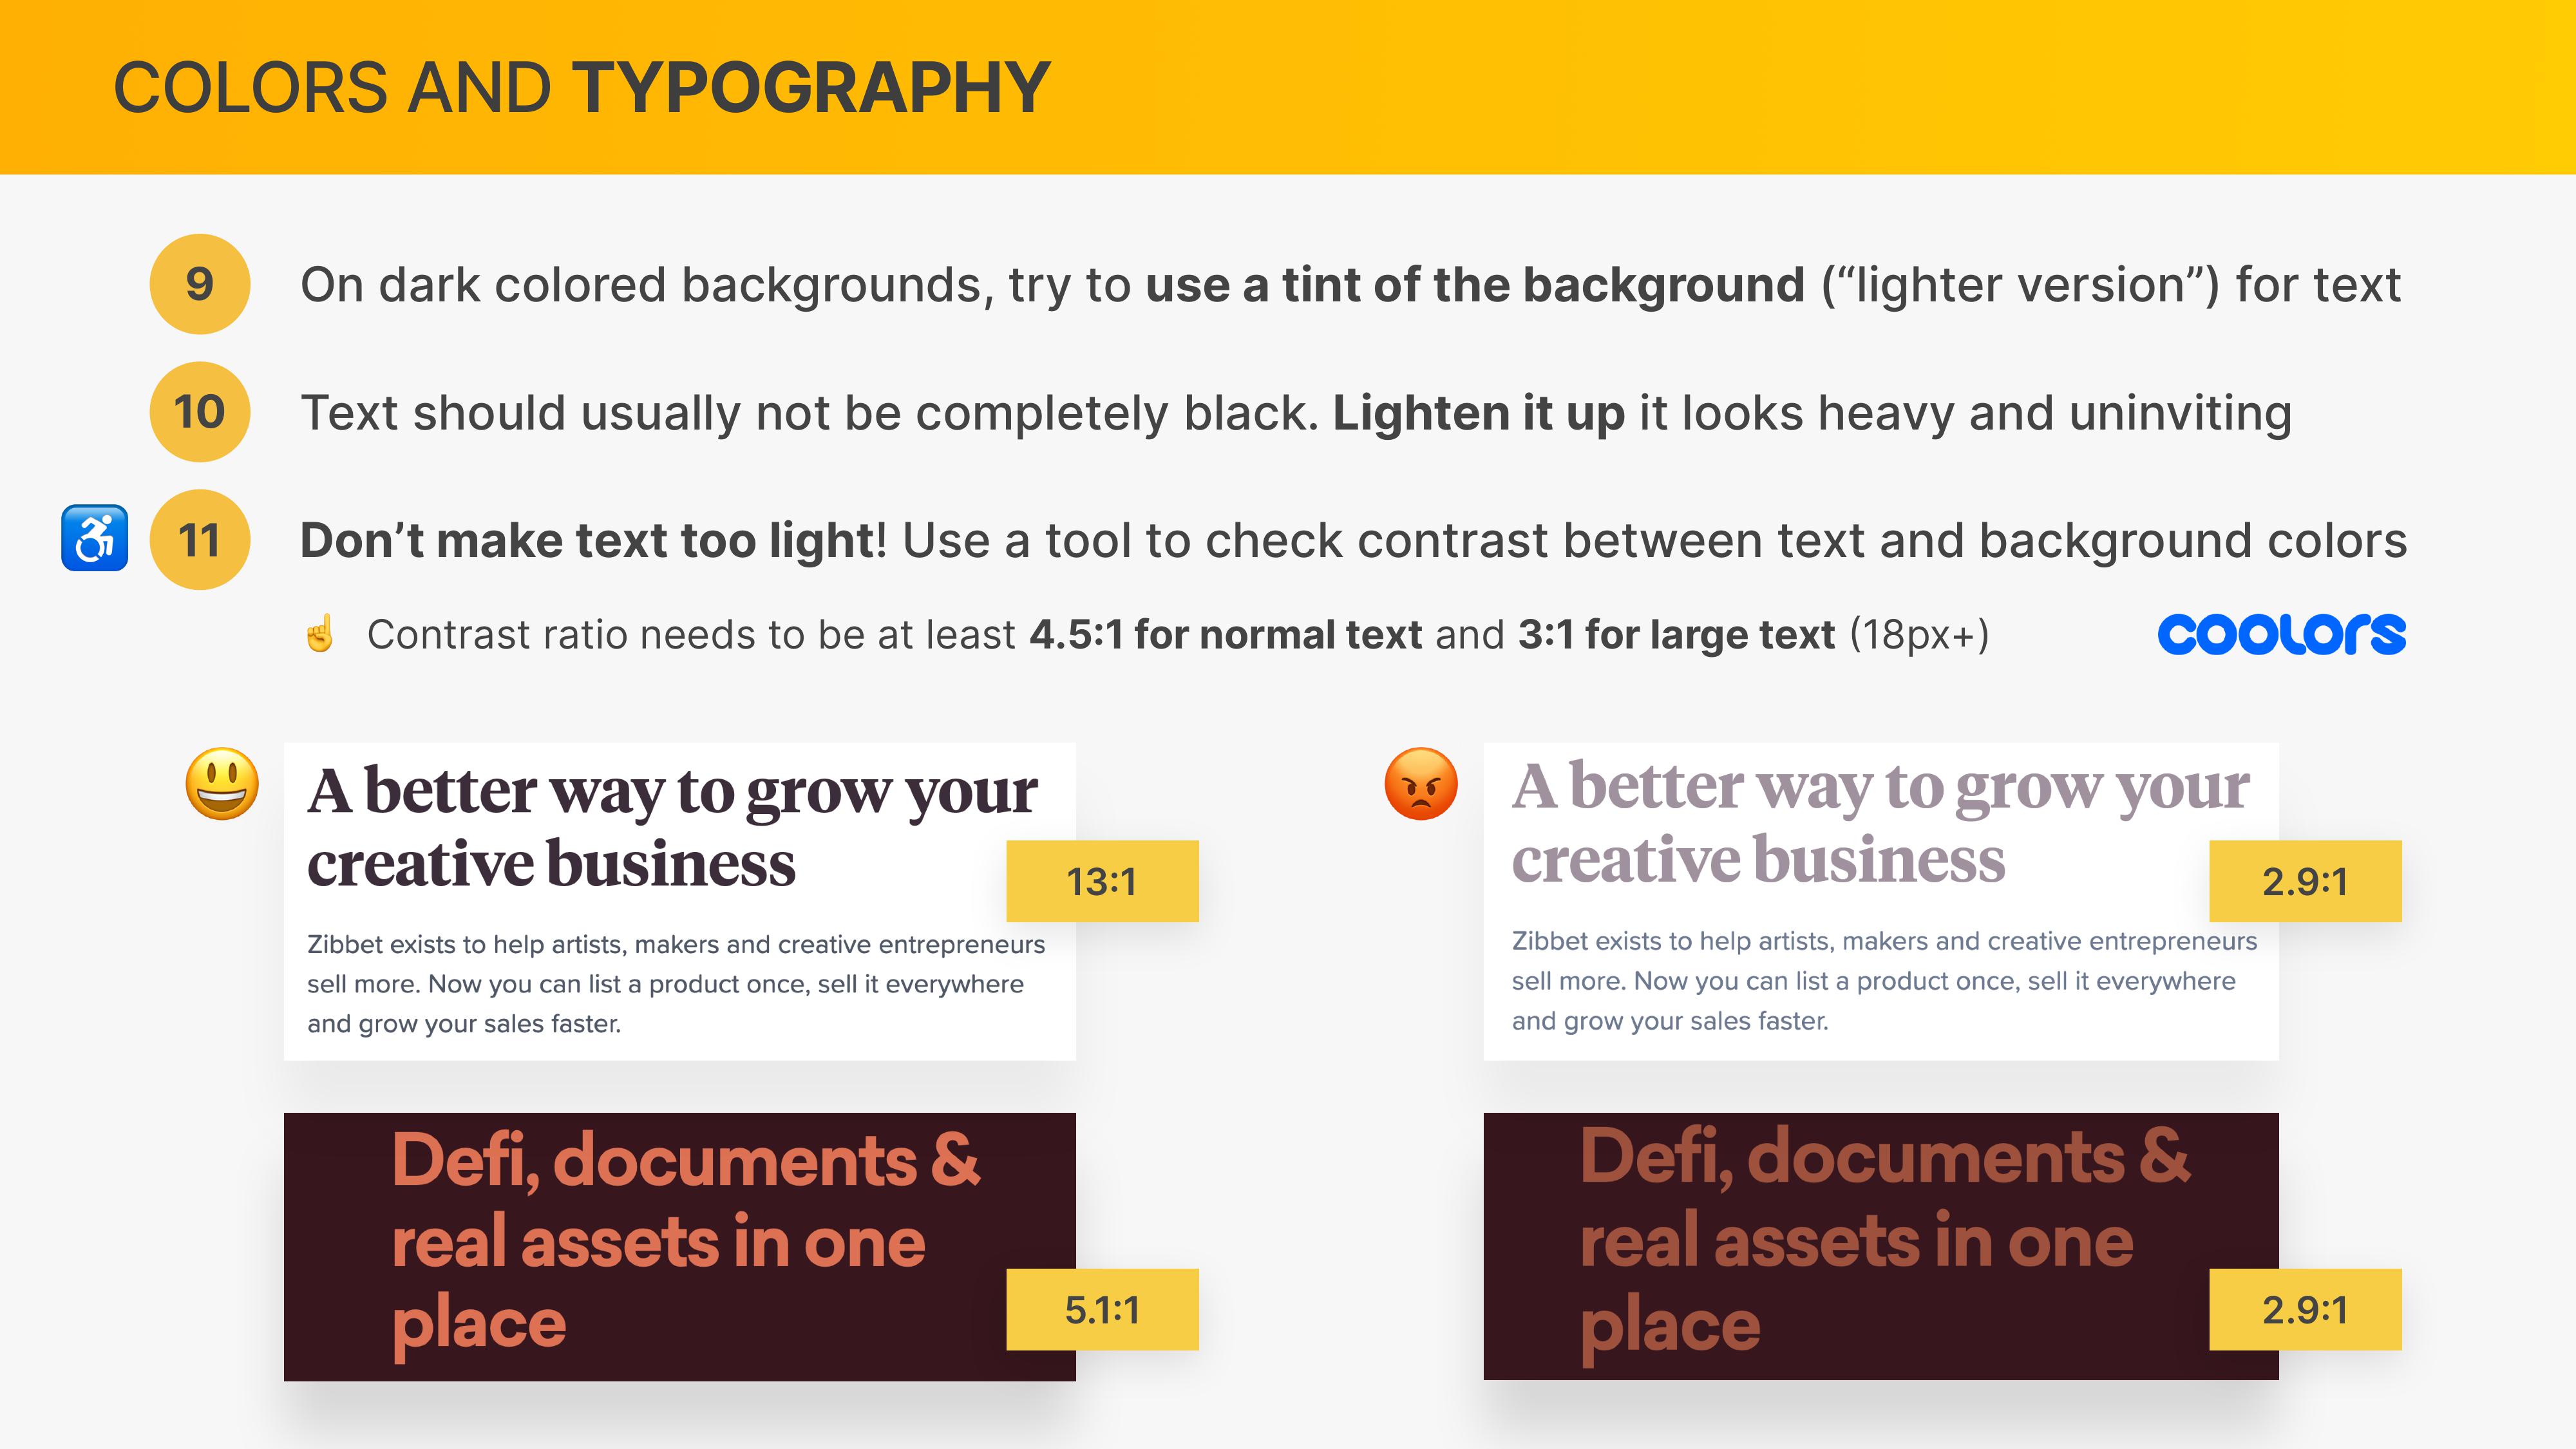 COLORS AND TYPOGRAPHY
9 On dark colored backgrounds, try to use a tint of the background (“lighter version”) for text
10 Text should usually not be completely black. Lighten it up it looks heavy and uninviting
11 Don’t make text too light! Use a tool to check contrast between text and background colors
Contrast ratio needs to be at least 4.5:1 for normal text and 3:1 for large text (18px+)
coolors
A better way to grow your
creative business
13:1
Zibbet exists to help artists, makers and creative entrepreneurs
sell more. Now you can list a product once, sell it everywhere
and grow your sales faster.
A better way to grow your
creative business
2.9:1
Zibbet exists to help artists, makers and creative entrepreneurs
sell more. Now you can list a product once, sell it everywhere
and grow your sales faster.
Defi, documents &
real assets in one
place
5.1:1
Defi, documents &
real assets in one
place
2.9:1